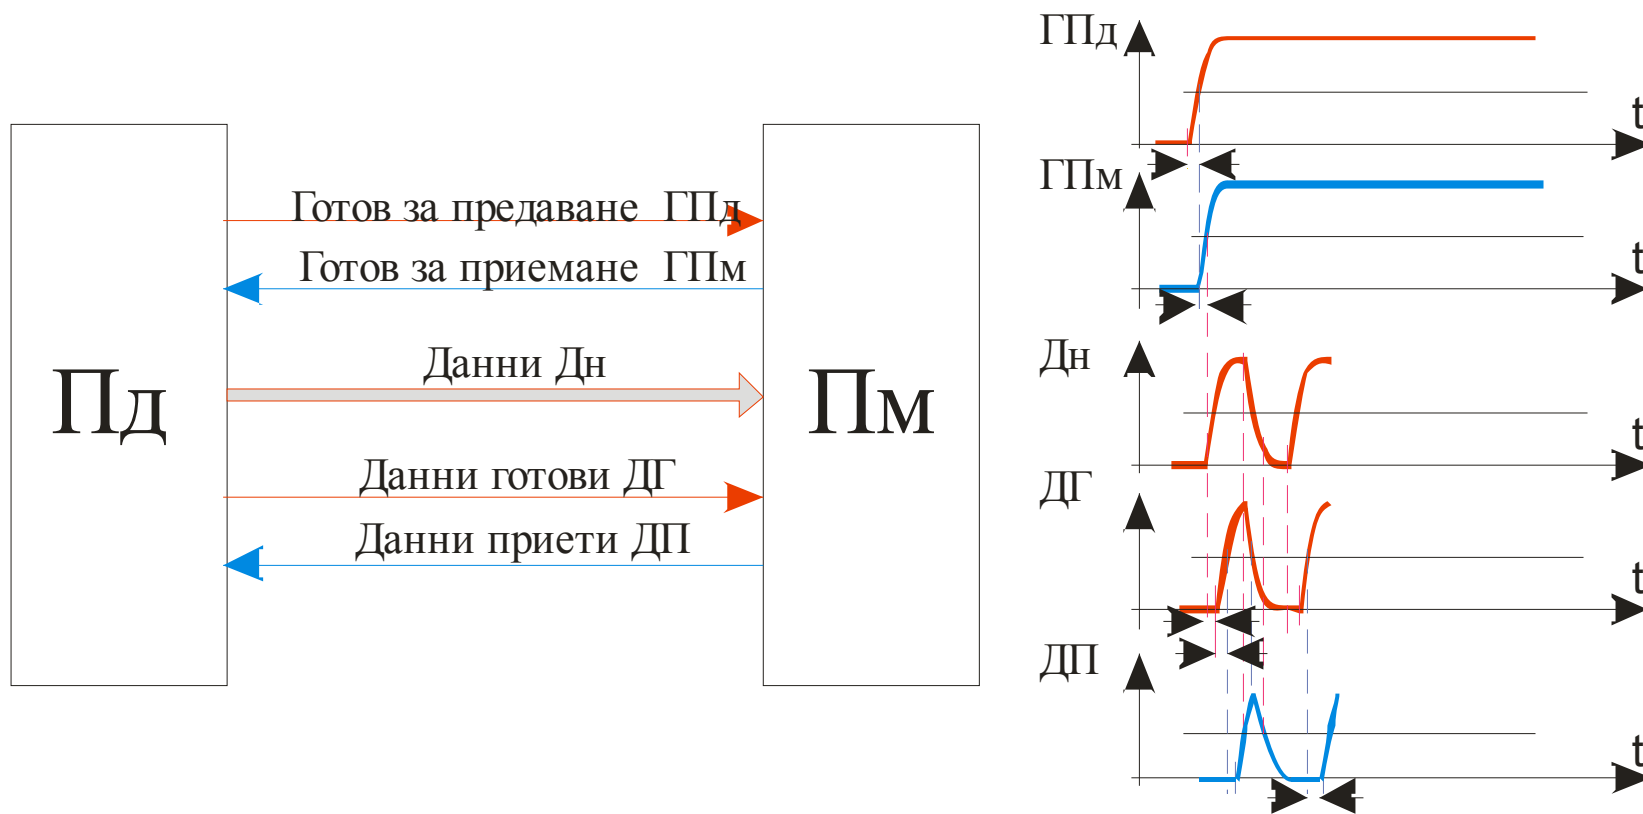 Готов за предаване ГПд
Готов за приемане ГПм
Данни Дн
Пд
Пм
Данни готови ДГ
Данни приети ДП
ГПд
t
ГПм
t
Дн
t
ДГ
t
ДП
t